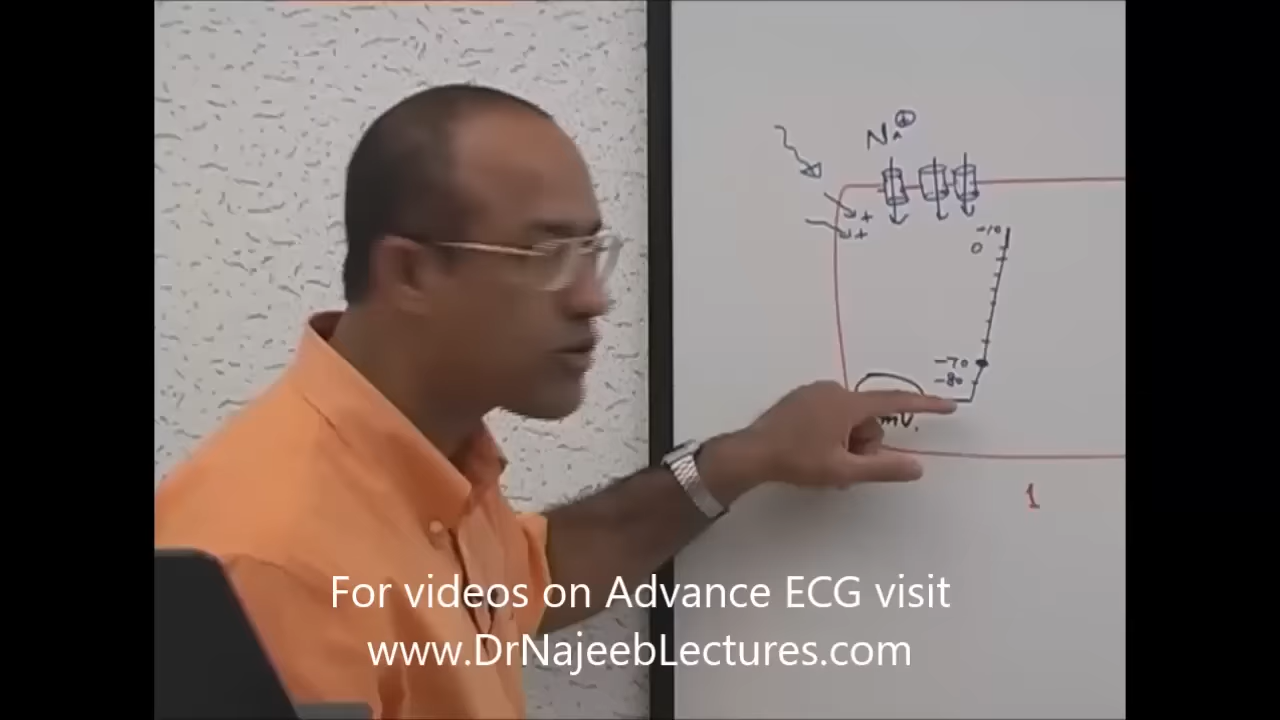 Na⊕
+
+
-10
0
-70
-80
mV.
1
For videos on Advance ECG visit
www.DrNajeebLectures.com